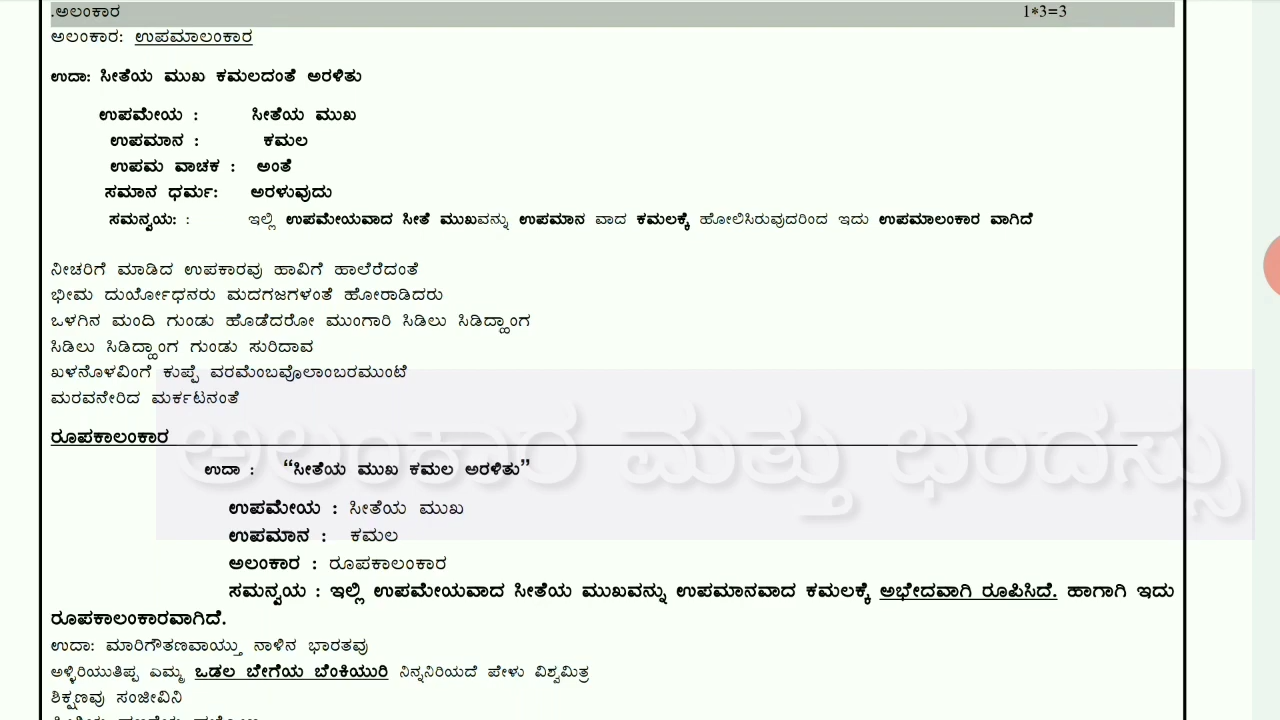 .ಅಲಂಕಾರ 1*3=3
ಅಲಂಕಾರ: ಉಪಮಾಲಂಕಾರ
ಉದಾ: ಸೀತೆಯ ಮುಖ ಕಮಲದಂತೆ ಅರಳಿತು
ಉಪಮೇಯ : ಸೀತೆಯ ಮುಖ
ಉಪಮಾನ : ಕಮಲ
ಉಪಮ ವಾಚಕ : ಅಂತೆ
ಸಮಾನ ಧರ್ಮ: ಅರಳುವುದು
ಸಮನ್ವಯ: : ಇಲ್ಲಿ ಉಪಮೇಯವಾದ ಸೀತೆ ಮುಖವನ್ನು ಉಪಮಾನ ವಾದ ಕಮಲಕ್ಕೆ ಹೋಲಿಸಿರುವುದರಿಂದ ಇದು ಉಪಮಾಲಂಕಾರ ವಾಗಿದೆ
ನೀಚರಿಗೆ ಮಾಡಿದ ಉಪಕಾರವು ಹಾವಿಗೆ ಹಾಲೆರೆದಂತೆ
ಭೀಮ ದುರ್ಯೋಧನರು ಮದಗಜಗಳಂತೆ ಹೋರಾಡಿದರು
ಒಳಗಿನ ಮಂದಿ ಗುಂಡು ಹೊಡೆದರೋ ಮುಂಗಾರಿ ಸಿಡಿಲು ಸಿಡಿದ್ಹಾಂಗ
ಸಿಡಿಲು ಸಿಡಿದ್ಹಾಂಗ ಗುಂಡು ಸುರಿದಾವ
ಖಳನೊಳವಿಂಗೆ ಕುಪ್ಪೆ ವರಮೆಂಬವೊಲಾಂಬರಮುಂಟೆ
ಮರವನೇರಿದ ಮರ್ಕಟನಂತೆ
ಅಲಂಕಾರ ಮತ್ತು ಛಂದಸ್ಸು
ರೂಪಕಾಲಂಕಾರ
ಉದಾ : “ಸೀತೆಯ ಮುಖ ಕಮಲ ಅರಳಿತು”
ಉಪಮೇಯ : ಸೀತೆಯ ಮುಖ
ಉಪಮಾನ : ಕಮಲ
ಅಲಂಕಾರ : ರೂಪಕಾಲಂಕಾರ
ಸಮನ್ವಯ : ಇಲ್ಲಿ ಉಪಮೇಯವಾದ ಸೀತೆಯ ಮುಖವನ್ನು ಉಪಮಾನವಾದ ಕಮಲಕ್ಕೆ ಅಭೇದವಾಗಿ ರೂಪಿಸಿದೆ. ಹಾಗಾಗಿ ಇದು
ರೂಪಕಾಲಂಕಾರವಾಗಿದೆ.
ಉದಾ: ಮಾರಿಗೌತಣವಾಯ್ತು ನಾಳಿನ ಭಾರತವು
ಅಳ್ಳಿರಿಯುತಿಪ್ಪ ಎಮ್ಮ ಒಡಲ ಬೇಗೆಯ ಬೆಂಕಿಯುರಿ ನಿನ್ನನಿರಿಯದೆ ಪೇಳು ವಿಶ್ವಮಿತ್ರ
ಶಿಕ್ಷಣವು ಸಂಜೀವಿನಿ